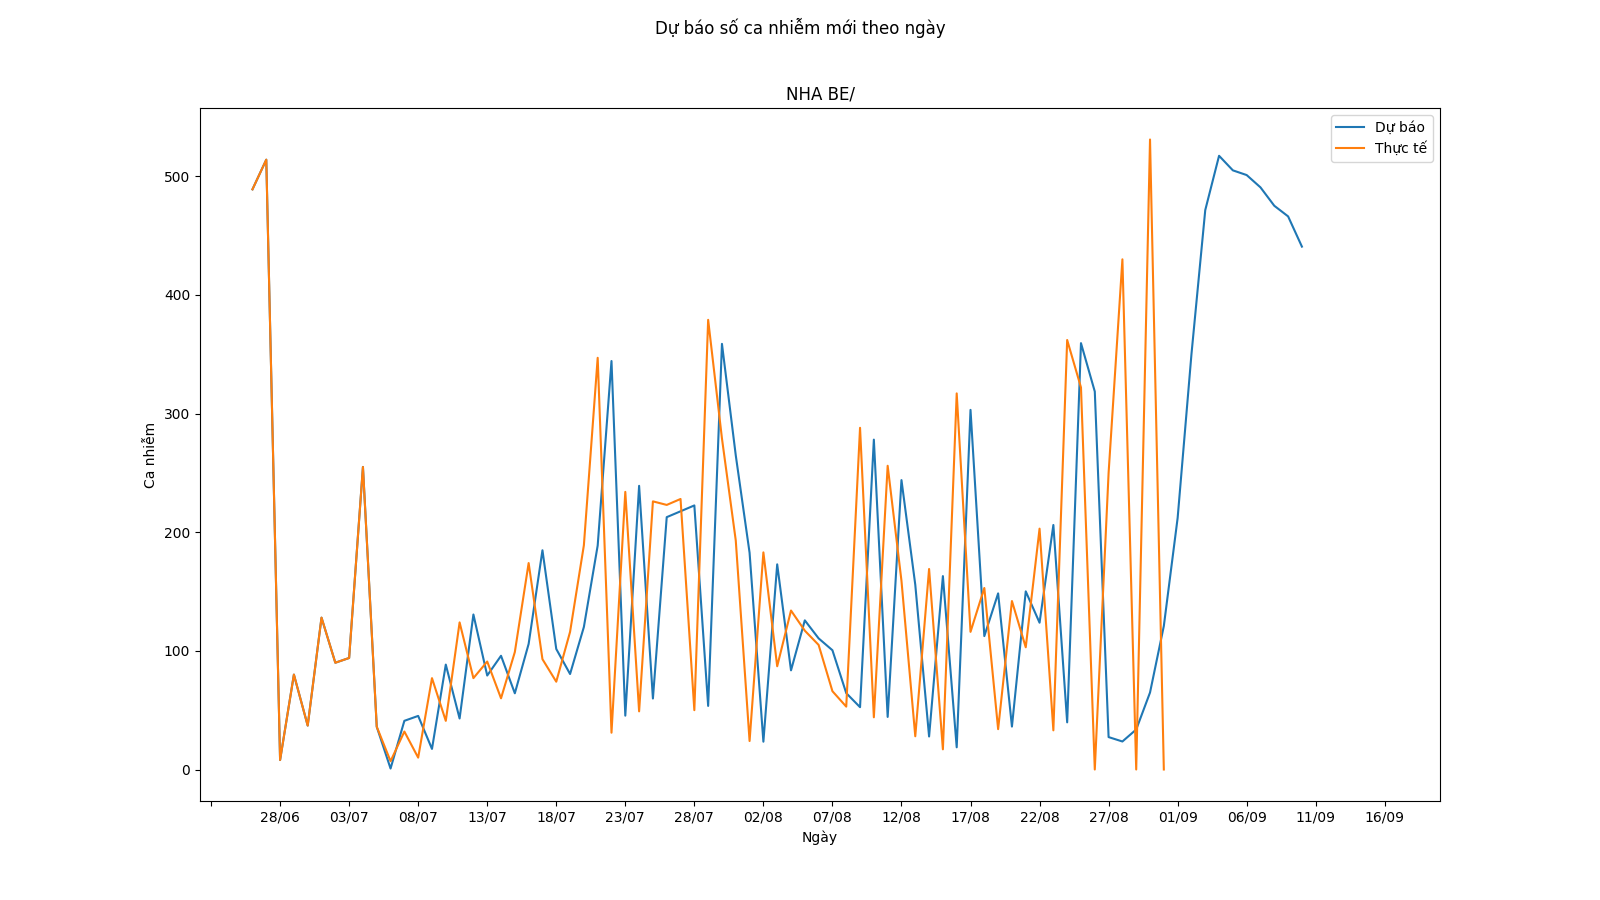 Dự báo số ca nhiễm mới theo ngày
NHA BE/
Dự báo
Thực tế
500
400
300
200
100
0
Ca nhiễm
28/06 03/07 08/07 13/07 18/07 23/07 28/07 02/08 07/08 12/08 17/08 22/08 27/08 01/09 06/09 11/09 16/09
Ngày